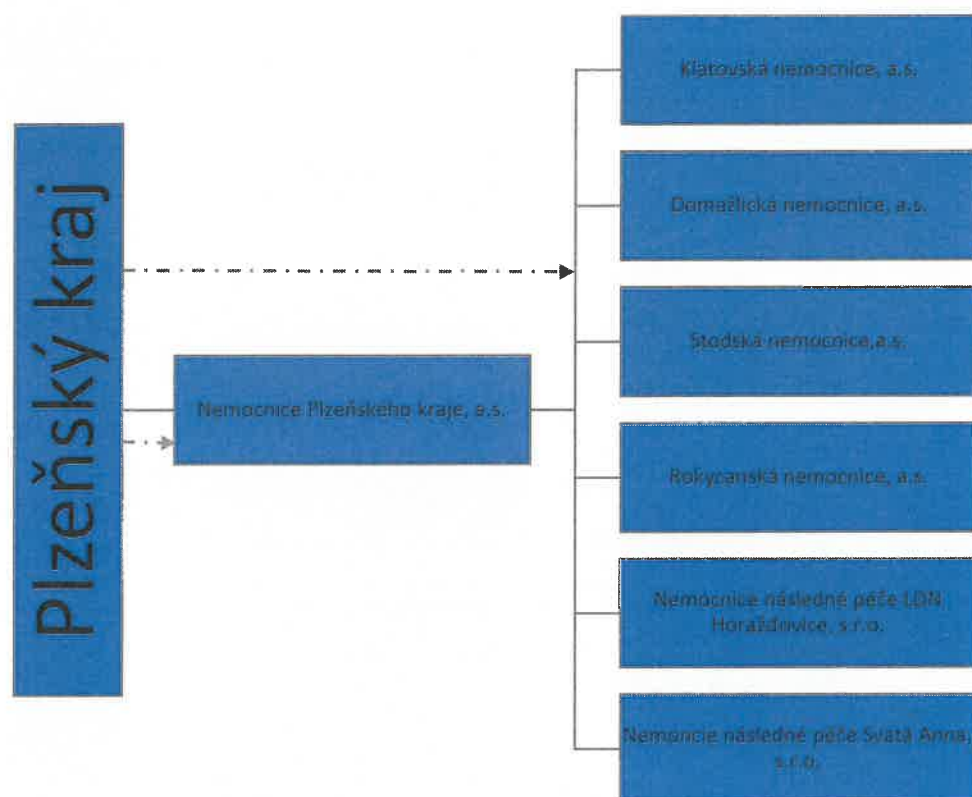 Plzeňský kraj
Nemocnice Plzeňského kraje, a.s.
Klatovská nemocnice, a.s.
Domažlická nemocnice, a.s.
Stodská nemocnice,a.s.
Rokycanská nemocnice, a.s.
Nemocnice následné péče LDN
Horažďovice, s.r.o.
Nemoncie následné péče Svatá Anna,
s.r.o.